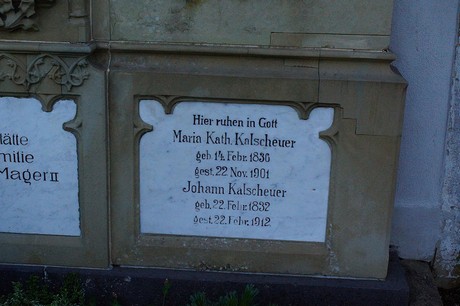 ätte
milie
Mager II
Hier ruhen in Gott
Maria Kath. Kalscheuer
geb. 14. Febr. 1836
gest. 22 Nov. 1901
Johann Kalscheuer
geb. 22. Febr. 1832
gest. 22. Febr. 1912